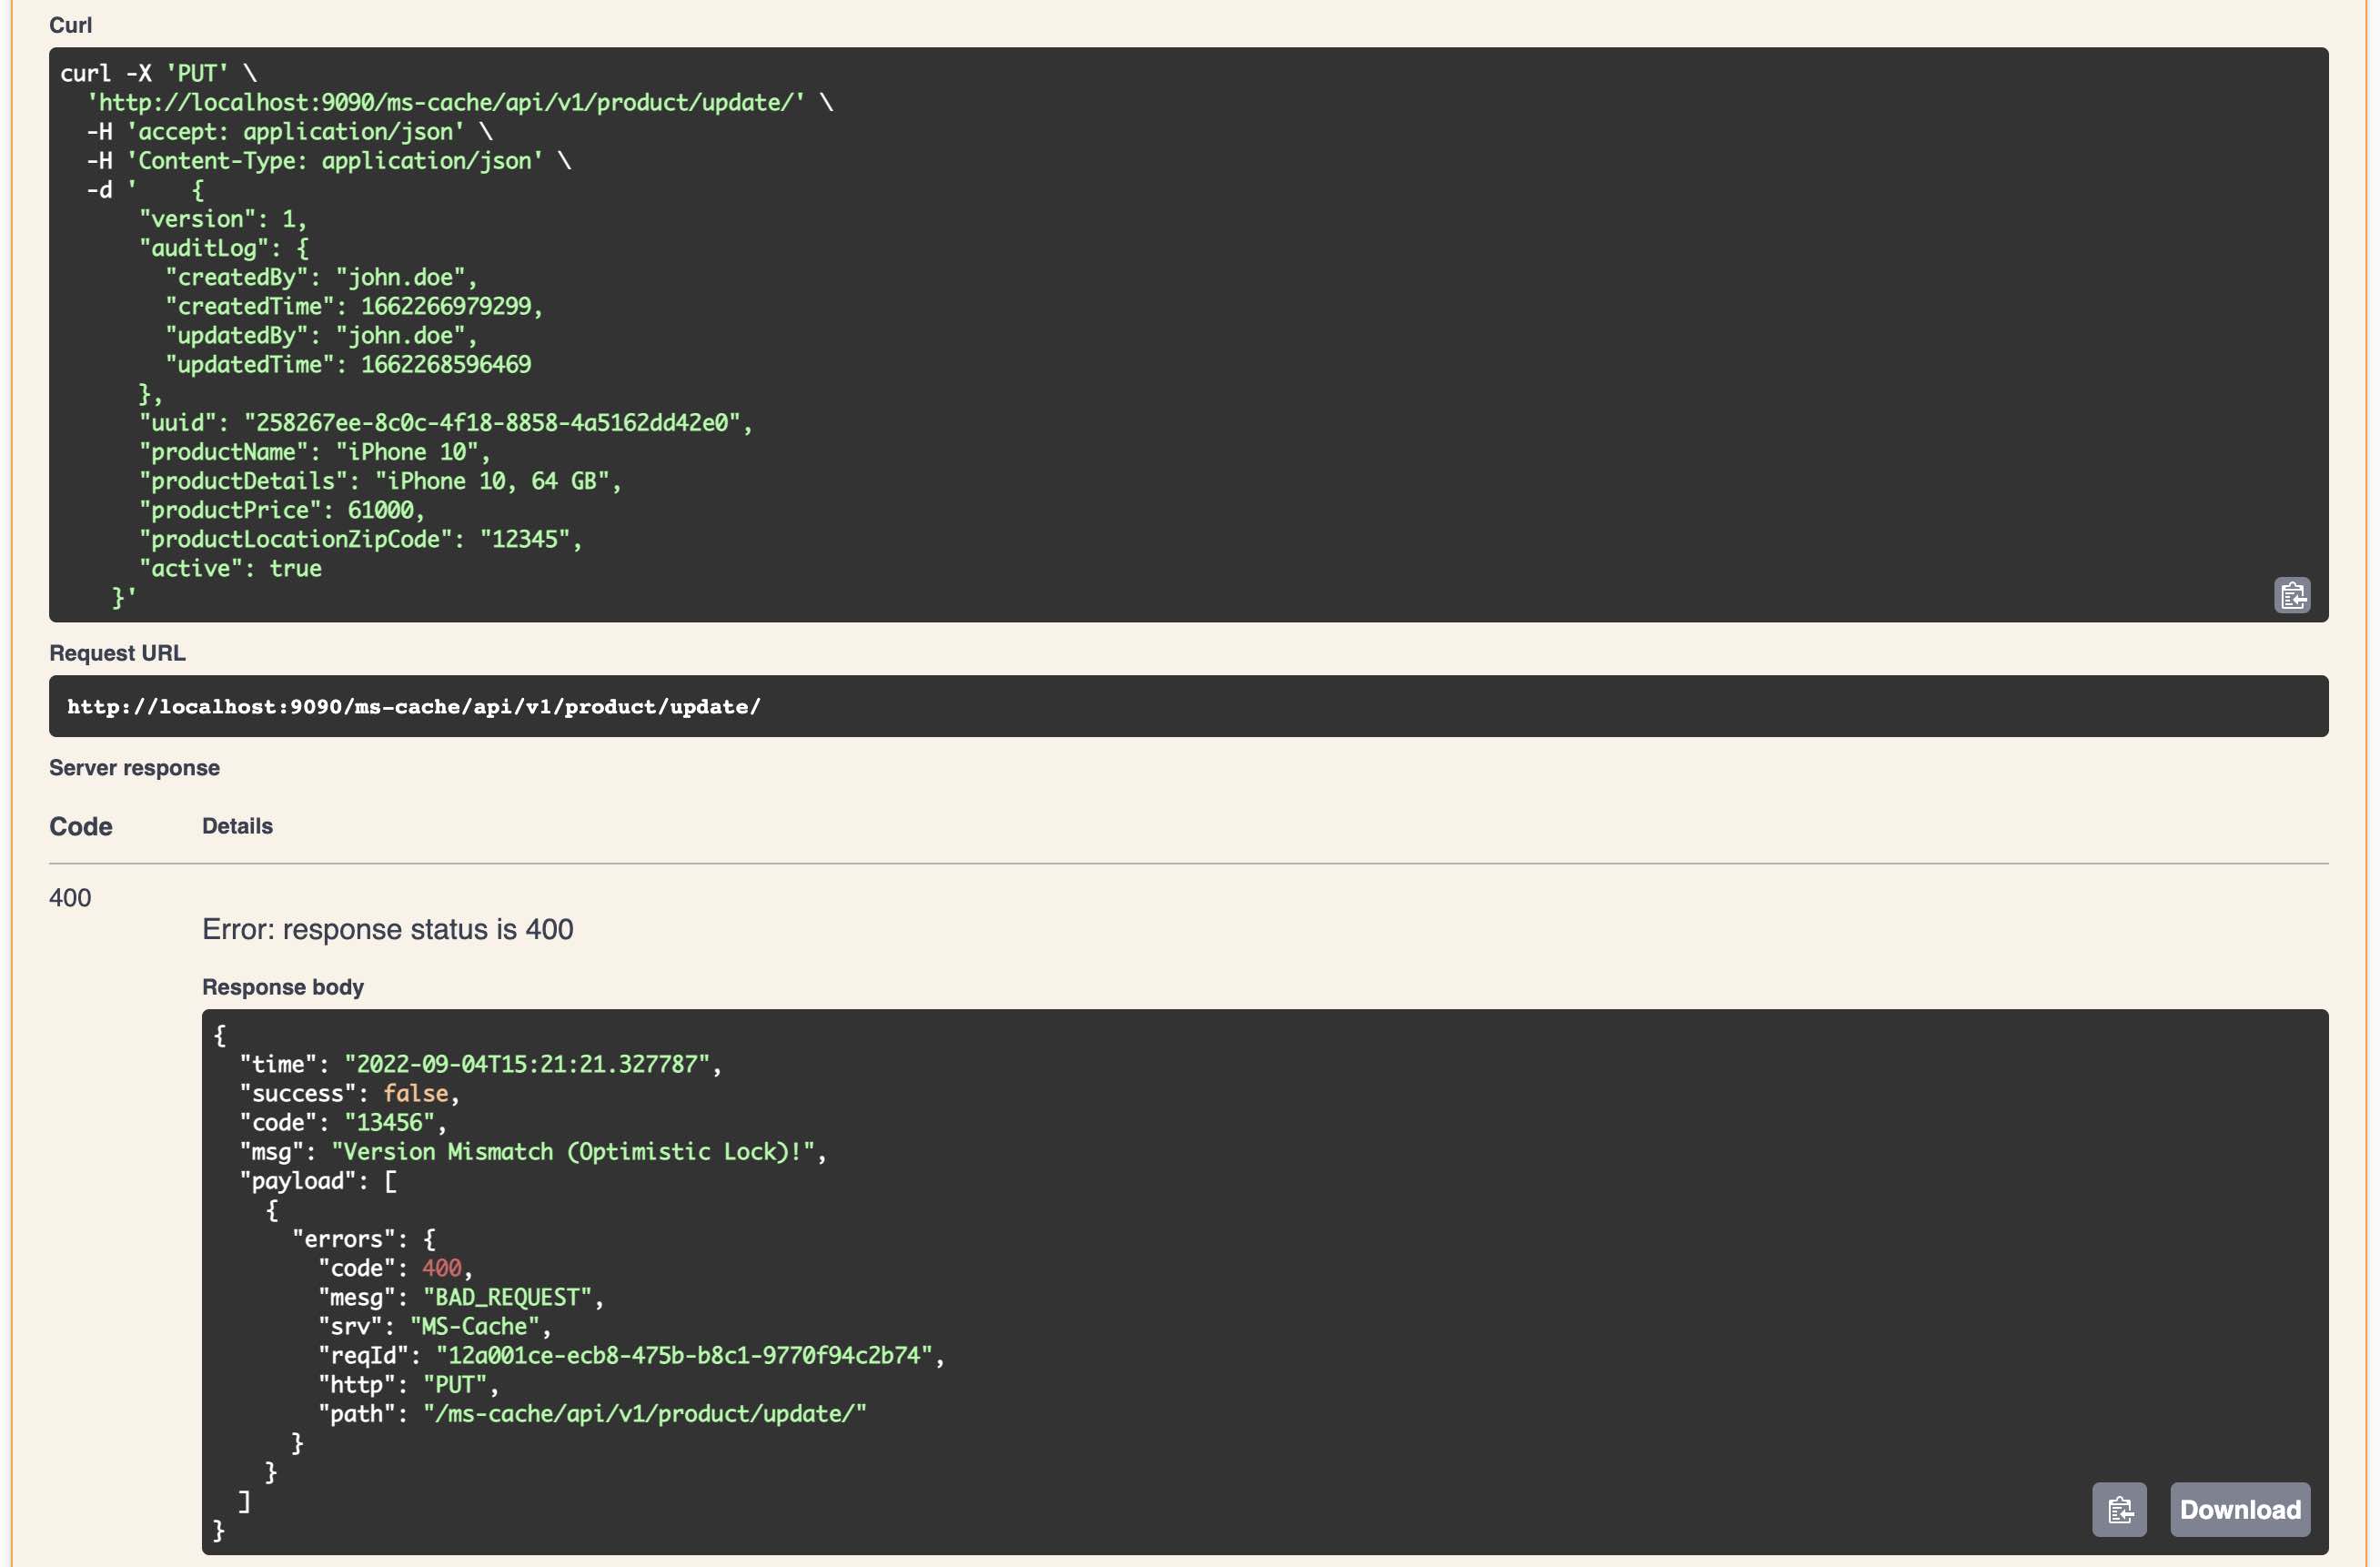 Curl
curl -X 'PUT' \
  'http://localhost:9090/ms-cache/api/v1/product/update/' \
  -H 'accept: application/json' \
  -H 'Content-Type: application/json' \
  -d '    {
      "version": 1,
      "auditLog": {
        "createdBy": "john.doe",
        "createdTime": 1662266979299,
        "updatedBy": "john.doe",
        "updatedTime": 1662268596469
      },
      "uuid": "258267ee-8c0c-4f18-8858-4a5162dd42e0",
      "productName": "iPhone 10",
      "productDetails": "iPhone 10, 64 GB",
      "productPrice": 61000,
      "productLocationZipCode": "12345",
      "active": true
    }'
Request URL
http://localhost:9090/ms-cache/api/v1/product/update/
Server response
Code Details
400
Error: response status is 400
Response body
{
  "time": "2022-09-04T15:21:21.327787",
  "success": false,
  "code": "13456",
  "msg": "Version Mismatch (Optimistic Lock)!",
  "payload": [
    {
      "errors": {
        "code": 400,
        "mesg": "BAD_REQUEST",
        "srv": "MS-Cache",
        "reqId": "12a001ce-ecb8-475b-b8c1-9770f94c2b74",
        "http": "PUT",
        "path": "/ms-cache/api/v1/product/update/"
      }
    }
  ]
}
Download